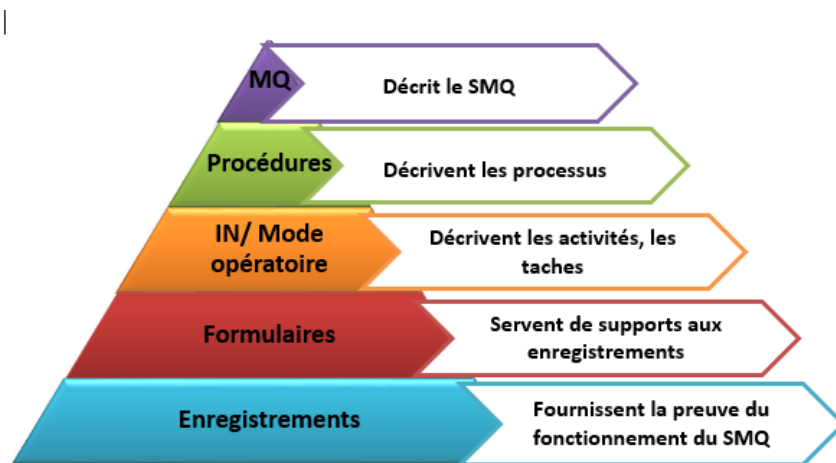 MQ
Décrit le SMQ
Procédures
Décrivent les processus
IN/ Mode
opératoire
Décrivent les activités, les
taches
Formulaires
Servent de supports aux
enregistrements
Enregistrements
Fournissent la preuve du
fonctionnement du SMQ